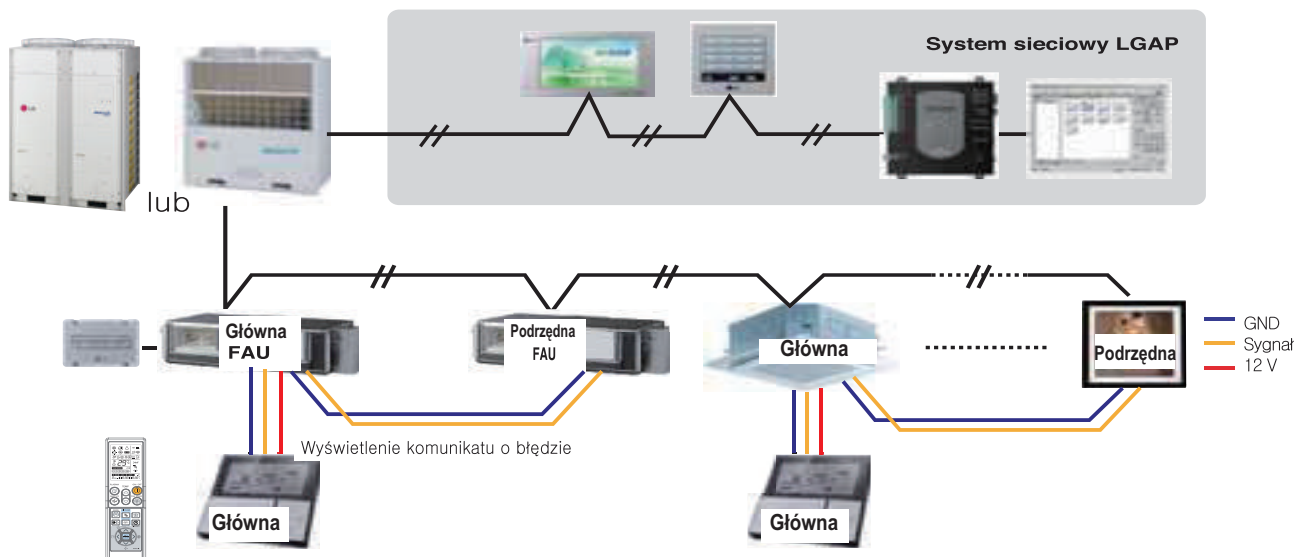 System sieciowy LGAP
lub
Główna
FAU
Podrzędna
FAU
Główna
Podrzędna
GND
Sygnał
12 V
Wyświetlenie komunikatu o błędzie
Główna
Główna